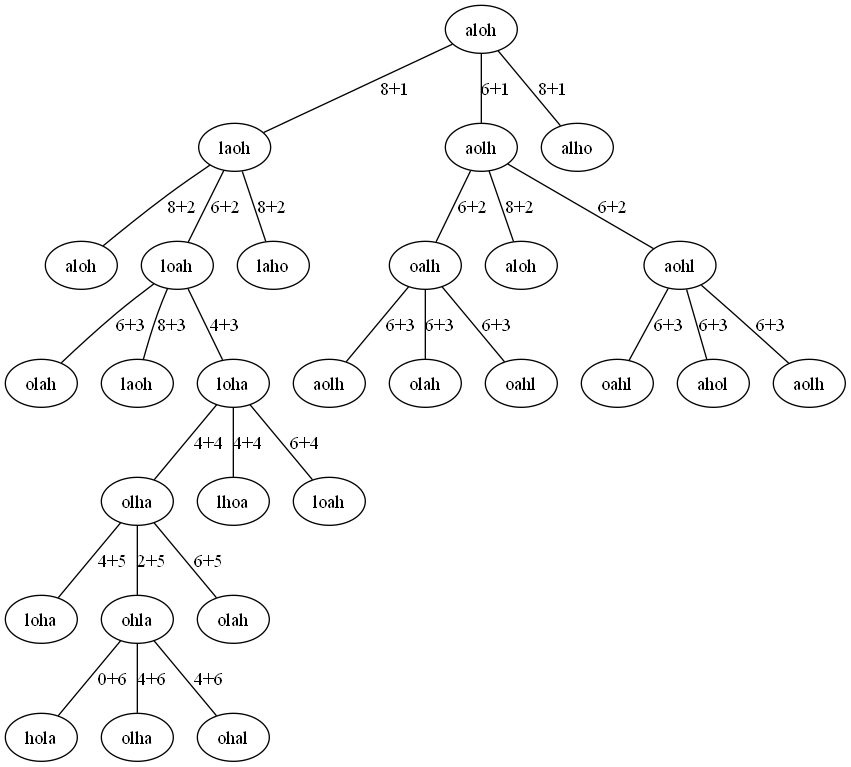 aloh
8+1 6+1 8+1
laoh aolh alho
8+2 6+2 8+2 6+2 8+2 6+2
aloh loah laho oalh aloh aohl
6+3 8+3 4+3 6+3 6+3 6+3 6+3 6+3 6+3
olah laoh loha aolh olah oahl oahl ahol aolh
4+4 4+4 6+4
olha lhoa loah
4+5 2+5 6+5
loha ohla olah
0+6 4+6 4+6
hola olha ohal